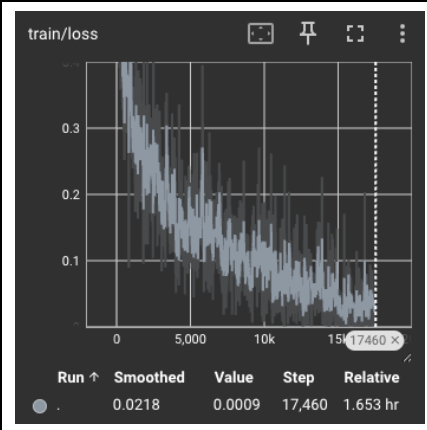 train/loss
0.3
0.2
0.1
0 5,000 10k 15k
17460 ×
Run ↑ Smoothed Value Step Relative
. 0.0218 0.0009 17,460 1.653 hr